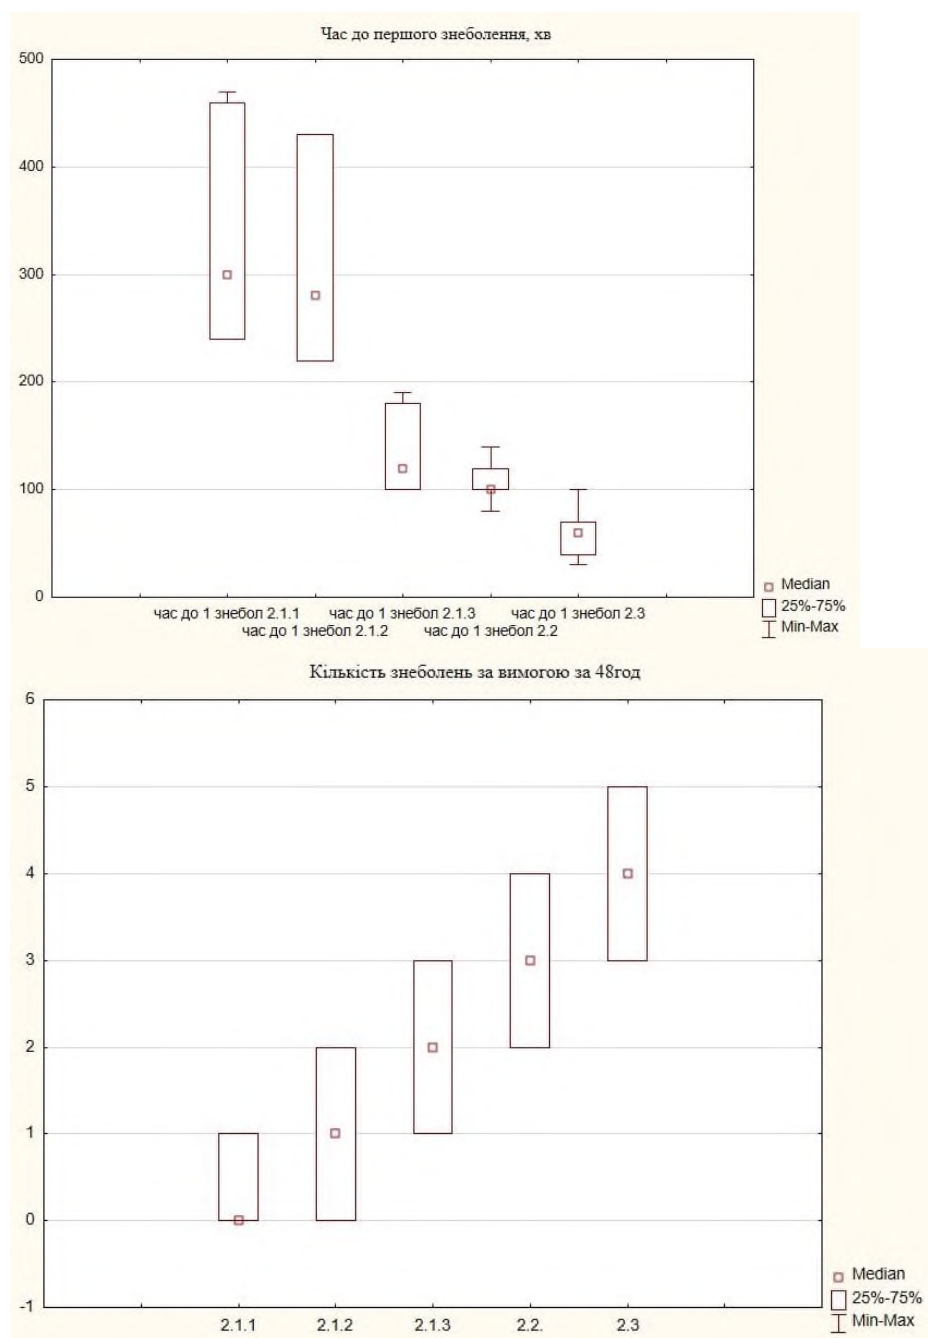 Час до першого знеболення, хв
500
400
300
200
100
0
час до 1 знебол 2.1.1 час до 1 знебол 2.1.3 час до 1 знебол 2.3
час до 1 знебол 2.1.2 час до 1 знебол 2.2
Median
25%-75%
Min-Max
Кількість знеболень за вимогою за 48год
6
5
4
3
2
1
0
-1
2.1.1 2.1.2 2.1.3 2.2. 2.3
Median
25%-75%
Min-Max